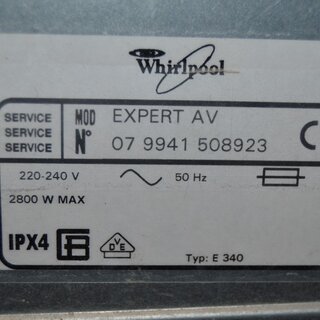 Whirlpool
SERVICE MOD EXPERT AV
SERVICE
SERVICE N° 07 9941 508923
220-240 V 50 Hz
2800 W MAX
IPX4 VDE
Typ: E 340